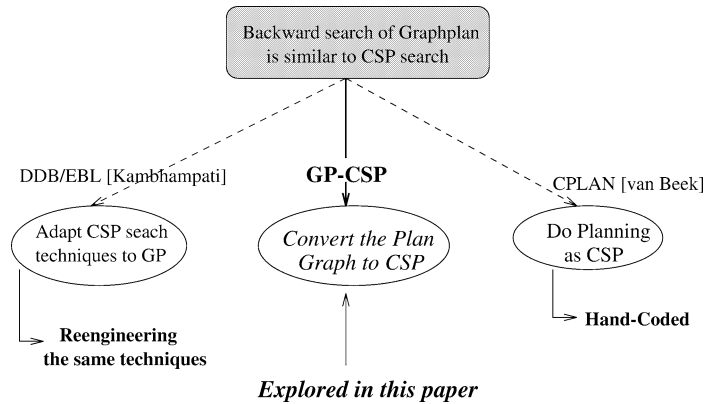 Backward search of Graphplan
is similar to CSP search
DDB/EBL [Kambhampati]
GP-CSP
CPLAN [van Beek]
Adapt CSP seach
techniques to GP
Convert the Plan
Graph to CSP
Do Planning
as CSP
Reengineering
the same techniques
Hand-Coded
Explored in this paper